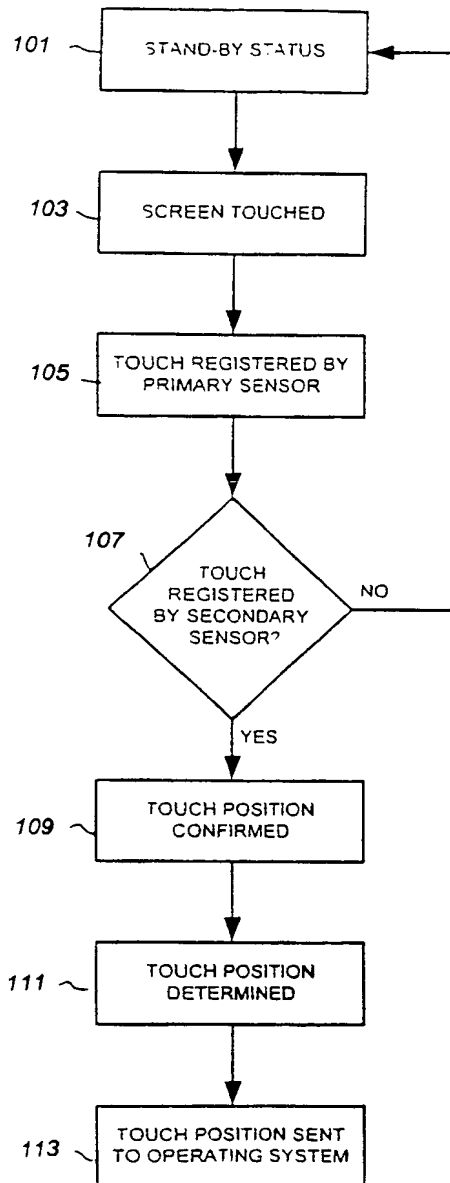 101
STAND-BY STATUS
103
SCREEN TOUCHED
105
TOUCH REGISTERED BY
PRIMARY SENSOR
107
TOUCH
REGISTERED
BY SECONDARY
SENSOR?
NO
YES
109
TOUCH POSITION
CONFIRMED
111
TOUCH POSITION
DETERMINED
113
TOUCH POSITION SENT
TO OPERATING SYSTEM